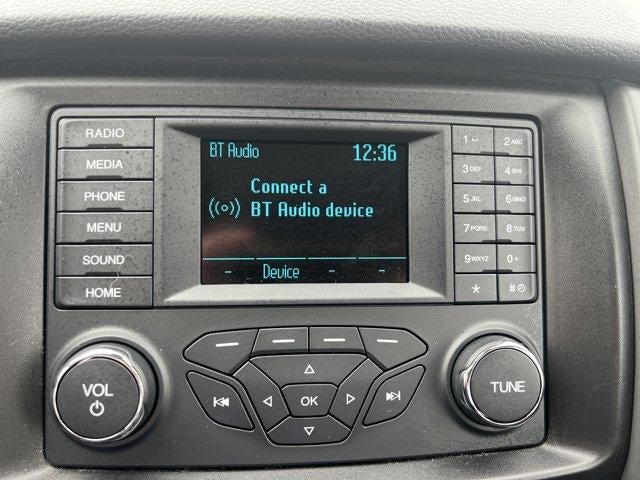 RADIO
MEDIA
PHONE
MENU
SOUND
HOME
BT Audio 12:36
Connect a
BT Audio device
- Device - -
1 2 ABC
3 DEF 4 GHI
5 JKL 6 MNO
7 PQRS 8 TUV
9 WXYZ 0 +
* #
VOL
OK
TUNE